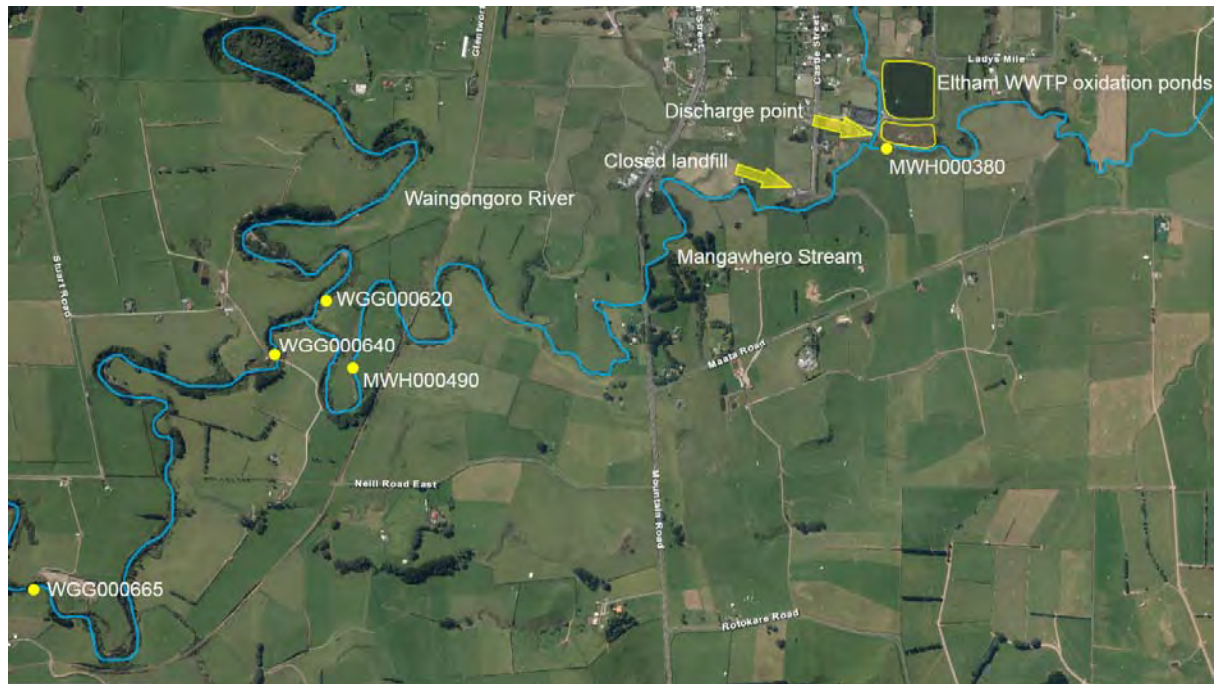 Glentworth
Castle Street
Ladys Mile
Eltham WWTP oxidation ponds
Discharge point
Closed landfill
MWH000380
Waingongoro River
Stuart Road
Mangawhero Stream
WGG000620
WGG000640
MWH000490
Maata Road
Neill Road East
Mountain Road
WGG000665
Rotokare Road